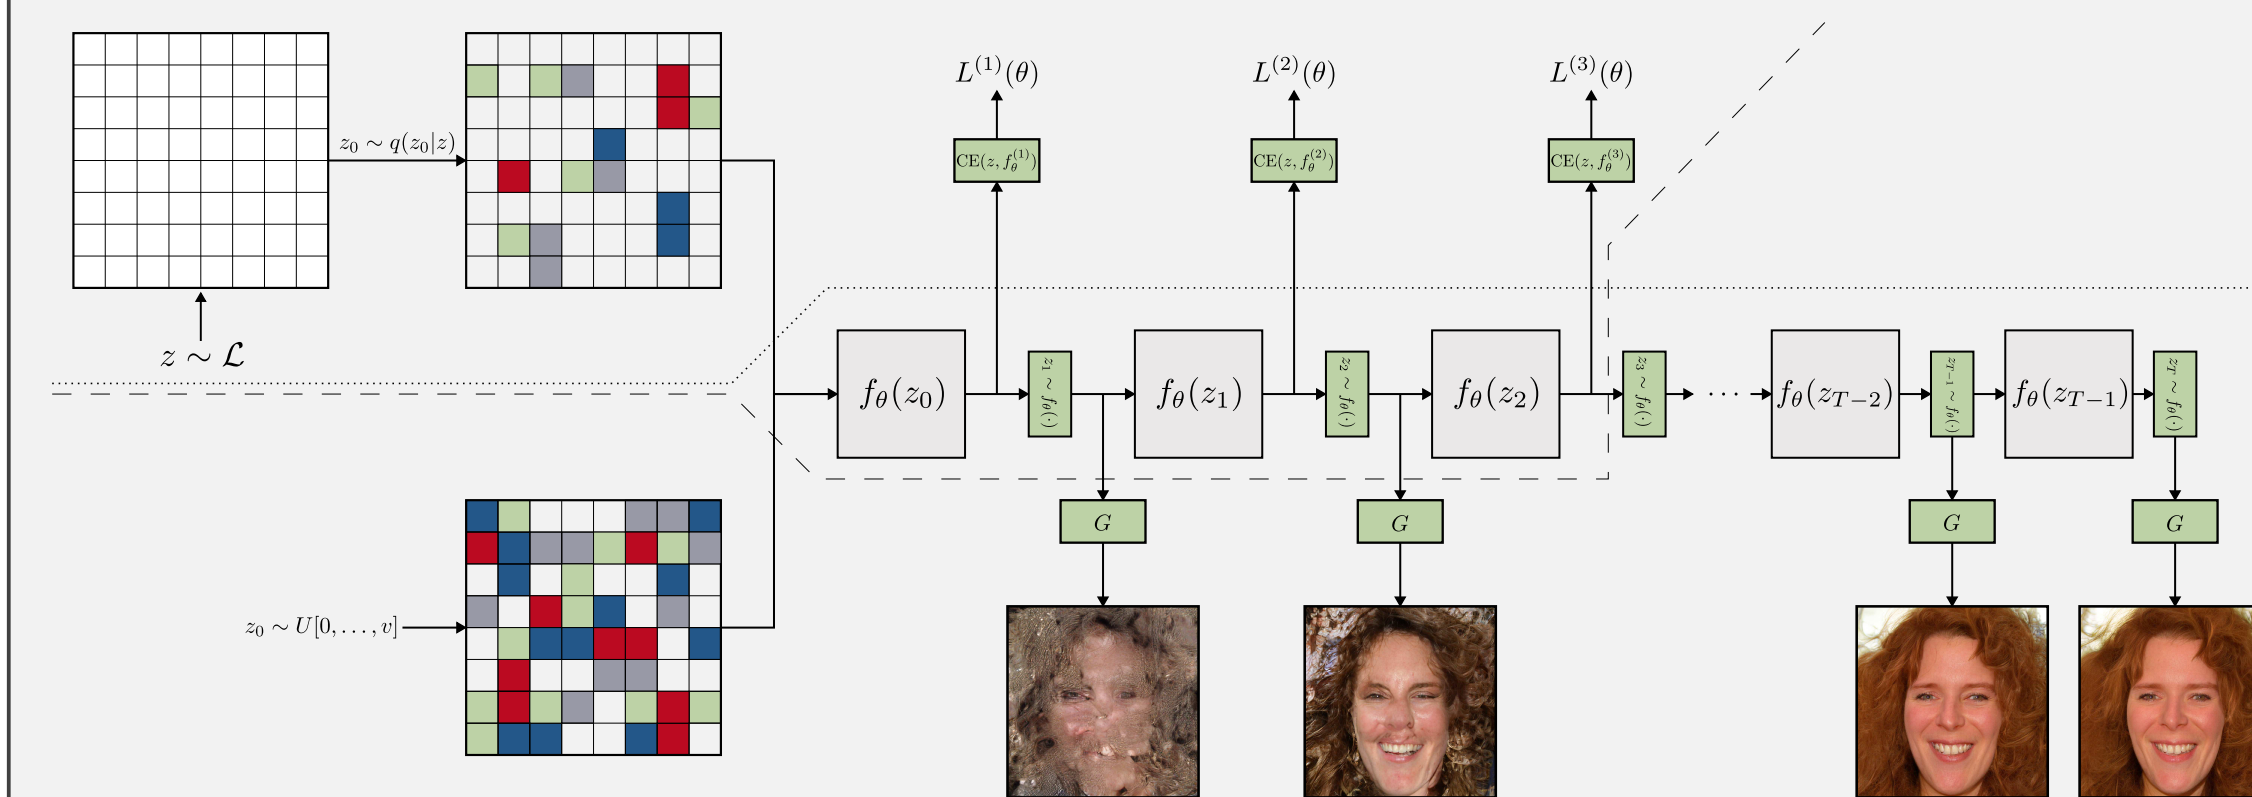 L^{(1)}(θ) L^{(2)}(θ) L^{(3)}(θ)
z_0 ∼ q(z_0|z)
CE(z, f_θ^{(1)}) CE(z, f_θ^{(2)}) CE(z, f_θ^{(3)})
z ∼ ℒ
f_θ(z_0) z_1 ∼ f_θ(·) f_θ(z_1) z_2 ∼ f_θ(·) f_θ(z_2) z_3 ∼ f_θ(·) ··· f_θ(z_{T−2}) z_{T−1} ∼ f_θ(·) f_θ(z_{T−1}) z_T ∼ f_θ(·)
G G G G
z_0 ∼ U[0, …, v]